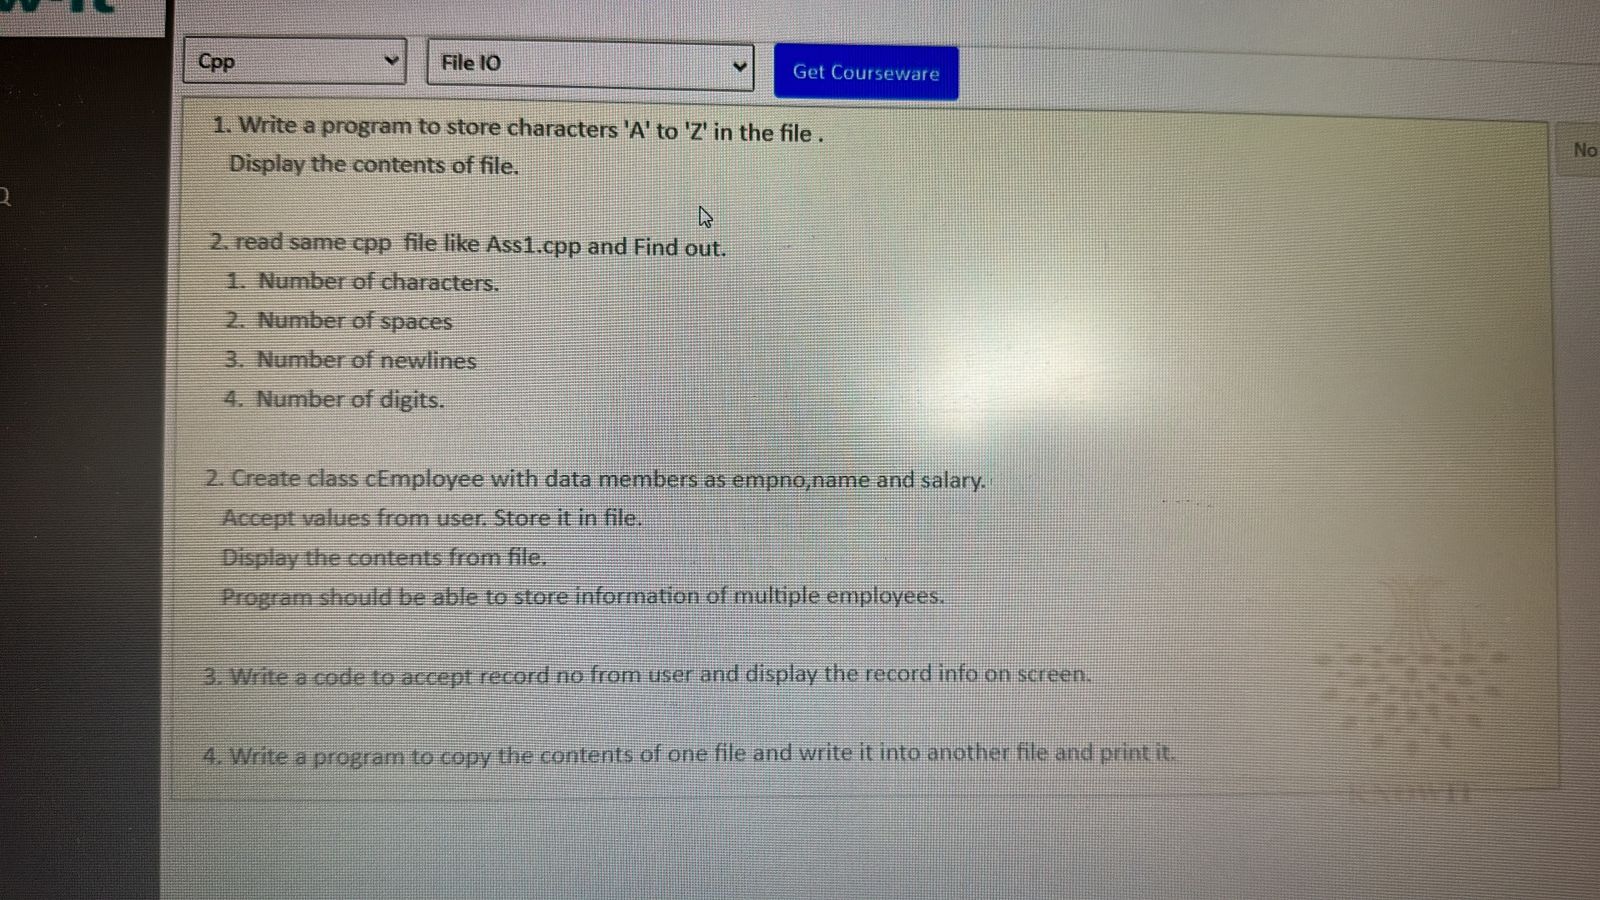 Cpp
File IO
Get Courseware
1. Write a program to store characters 'A' to 'Z' in the file .
Display the contents of file.
No
2. read same cpp file like Ass1.cpp and Find out.
1. Number of characters.
2. Number of spaces
3. Number of newlines
4. Number of digits.
2. Create class cEmployee with data members as empno,name and salary.
Accept values from user. Store it in file.
Display the contents from file.
Program should be able to store information of multiple employees.
3. Write a code to accept record no from user and display the record info on screen.
4. Write a program to copy the contents of one file and write it into another file and print it.
KNOWIT